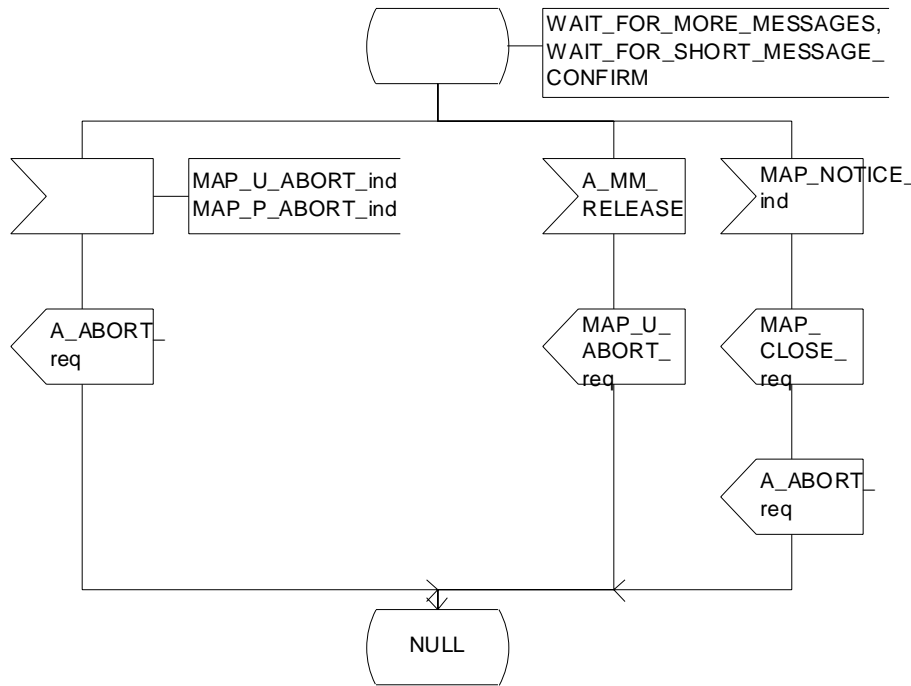 WAIT_FOR_MORE_MESSAGES,
WAIT_FOR_SHORT_MESSAGE_
CONFIRM
MAP_U_ABORT_ind
MAP_P_ABORT_ind
A_MM_
RELEASE
MAP_NOTICE_
ind
A_ABORT_
req
MAP_U_
ABORT_
req
MAP_
CLOSE_
req
A_ABORT_
req
NULL